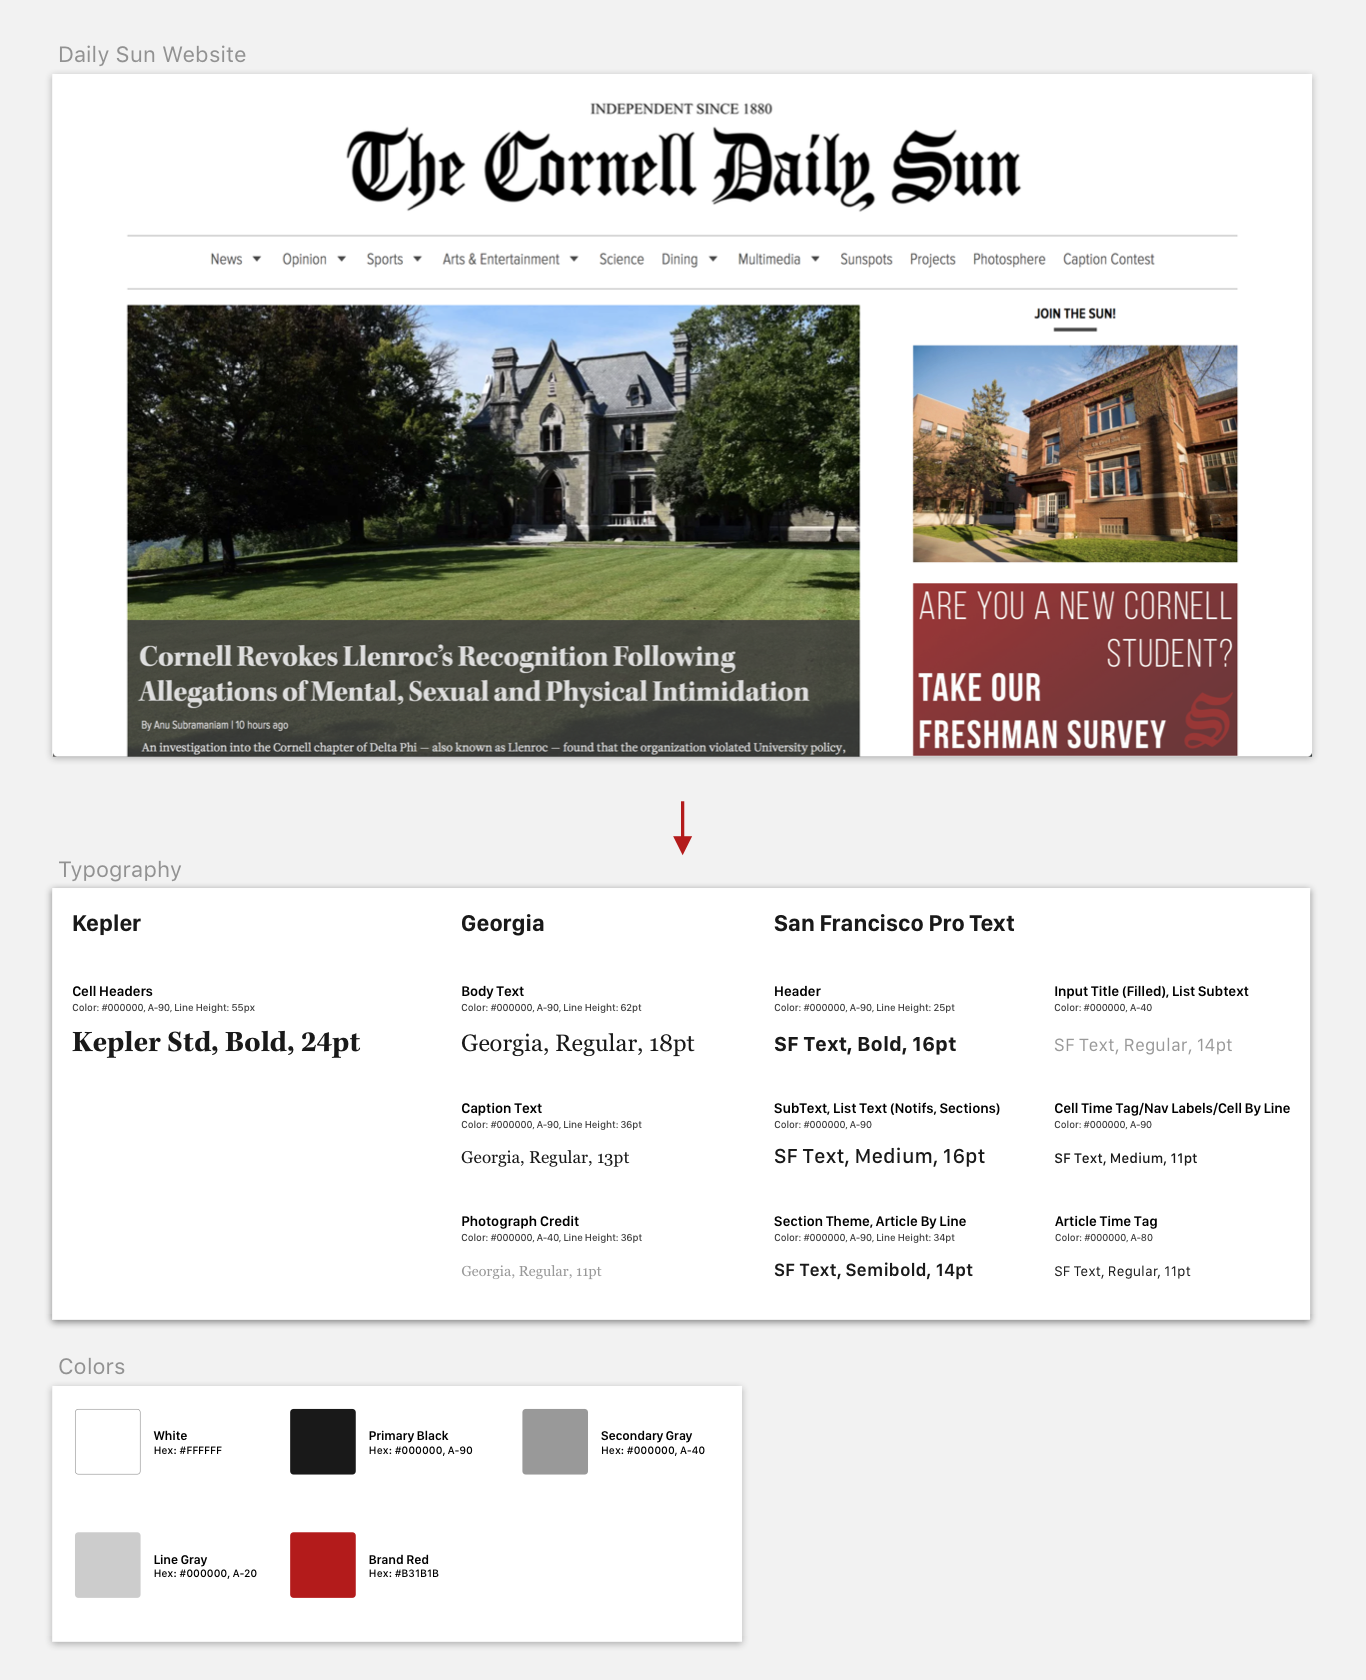 Daily Sun Website
INDEPENDENT SINCE 1880
The Cornell Daily Sun
News Opinion Sports Arts & Entertainment Science Dining Multimedia Sunspots Projects Photosphere Caption Contest
JOIN THE SUN!
ARE YOU A NEW CORNELL
STUDENT?
TAKE OUR
FRESHMAN SURVEY
S
Cornell Revokes Llenroc's Recognition Following
Allegations of Mental, Sexual and Physical Intimidation
By Anu Subramaniam | 10 hours ago
An investigation into the Cornell chapter of Delta Phi — also known as Llenroc — found that the organization violated University policy,
Typography
Kepler
Cell Headers
Color: #000000, A-90, Line Height: 55px
Kepler Std, Bold, 24pt
Georgia
Body Text
Color: #000000, A-90, Line Height: 62pt
Georgia, Regular, 18pt
Caption Text
Color: #000000, A-90, Line Height: 36pt
Georgia, Regular, 13pt
Photograph Credit
Color: #000000, A-40, Line Height: 36pt
Georgia, Regular, 11pt
San Francisco Pro Text
Header
Color: #000000, A-90, Line Height: 25pt
SF Text, Bold, 16pt
SubText, List Text (Notifs, Sections)
Color: #000000, A-90
SF Text, Medium, 16pt
Section Theme, Article By Line
Color: #000000, A-90, Line Height: 34pt
SF Text, Semibold, 14pt
Input Title (Filled), List Subtext
Color: #000000, A-40
SF Text, Regular, 14pt
Cell Time Tag/Nav Labels/Cell By Line
Color: #000000, A-90
SF Text, Medium, 11pt
Article Time Tag
Color: #000000, A-80
SF Text, Regular, 11pt
Colors
White
Hex: #FFFFFF
Primary Black
Hex: #000000, A-90
Secondary Gray
Hex: #000000, A-40
Line Gray
Hex: #000000, A-20
Brand Red
Hex: #B31B1B